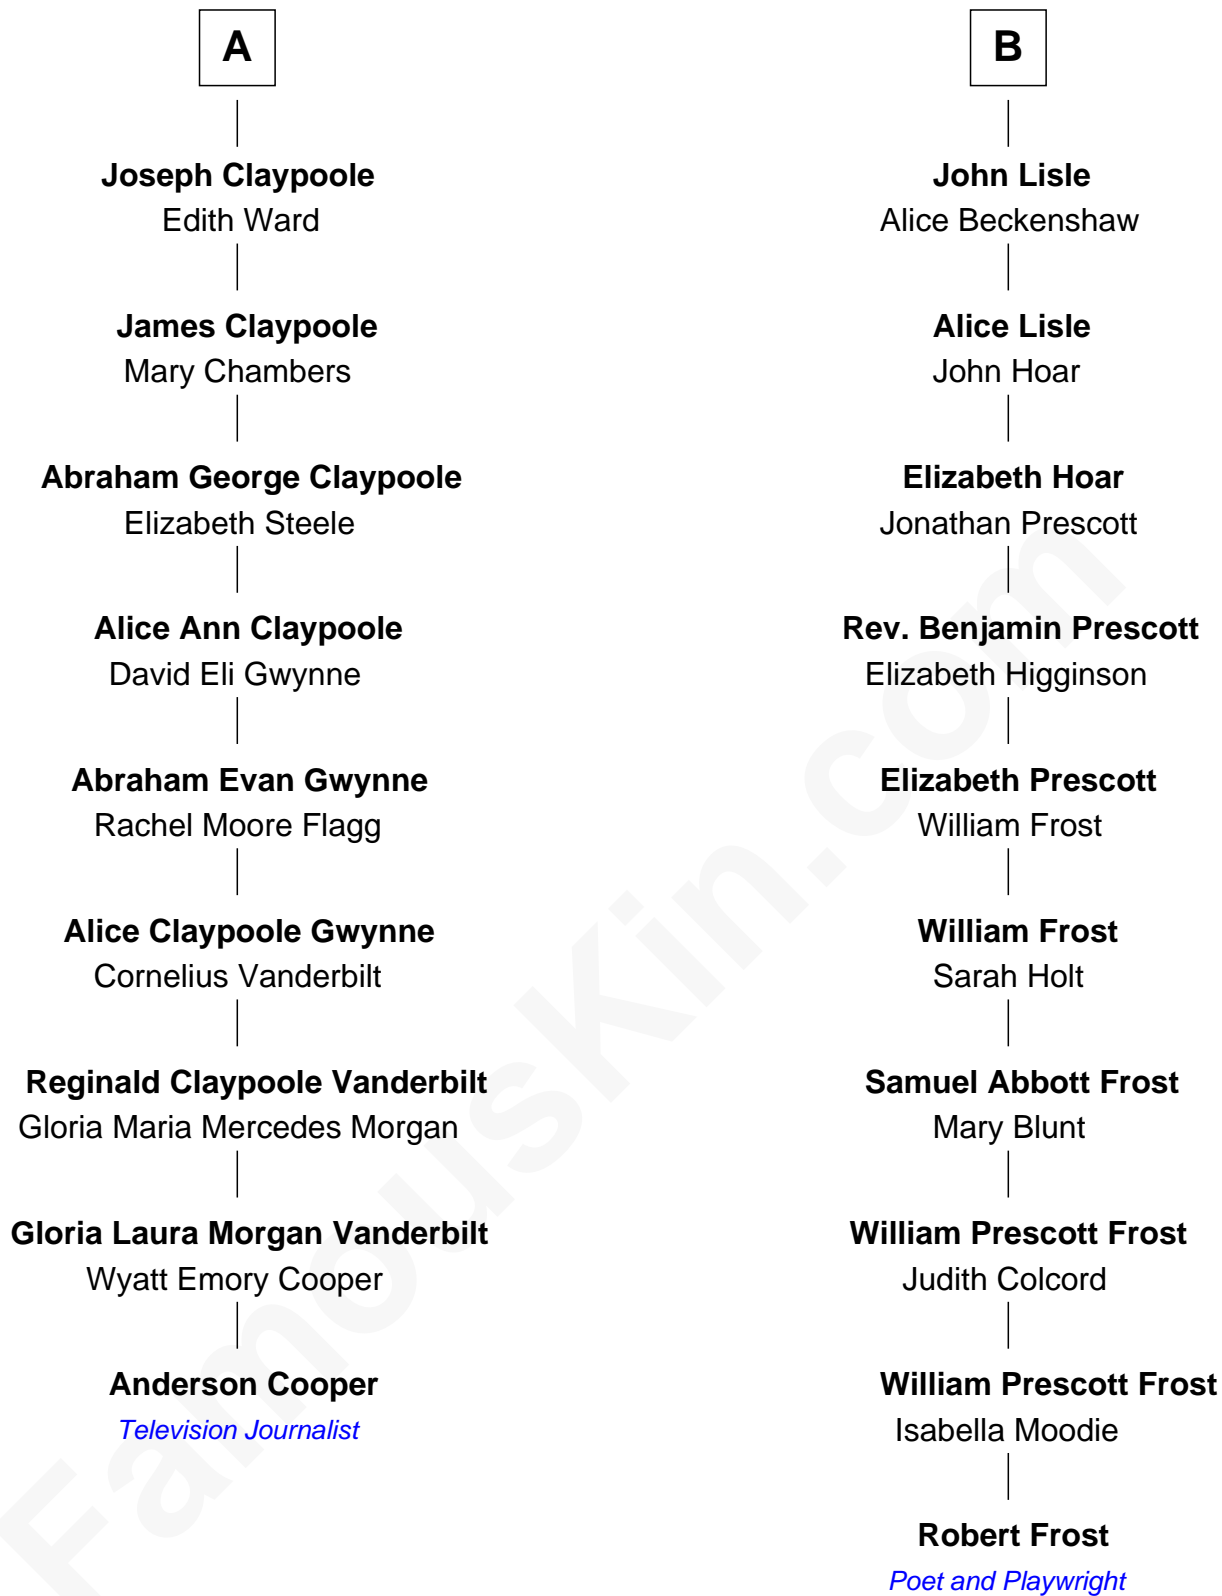 A
Joseph Claypoole
Edith Ward
James Claypoole
Mary Chambers
Abraham George Claypoole
Elizabeth Steele
Alice Ann Claypoole
David Eli Gwynne
Abraham Evan Gwynne
Rachel Moore Flagg
Alice Claypoole Gwynne
Cornelius Vanderbilt
Reginald Claypoole Vanderbilt
Gloria Maria Mercedes Morgan
Gloria Laura Morgan Vanderbilt
Wyatt Emory Cooper
Anderson Cooper
Television Journalist
B
John Lisle
Alice Beckenshaw
Alice Lisle
John Hoar
Elizabeth Hoar
Jonathan Prescott
Rev. Benjamin Prescott
Elizabeth Higginson
Elizabeth Prescott
William Frost
William Frost
Sarah Holt
Samuel Abbott Frost
Mary Blunt
William Prescott Frost
Judith Colcord
William Prescott Frost
Isabella Moodie
Robert Frost
Poet and Playwright
FamousKin.com